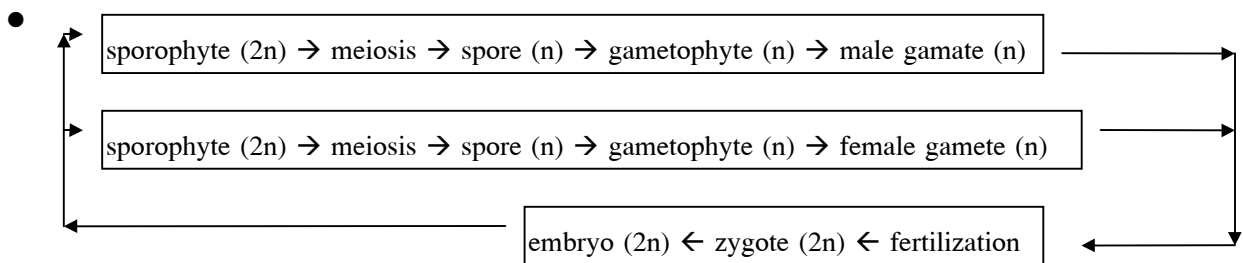 sporophyte (2n) → meiosis → spore (n) → gametophyte (n) → male gamate (n)
sporophyte (2n) → meiosis → spore (n) → gametophyte (n) → female gamete (n)
embryo (2n) ← zygote (2n) ← fertilization